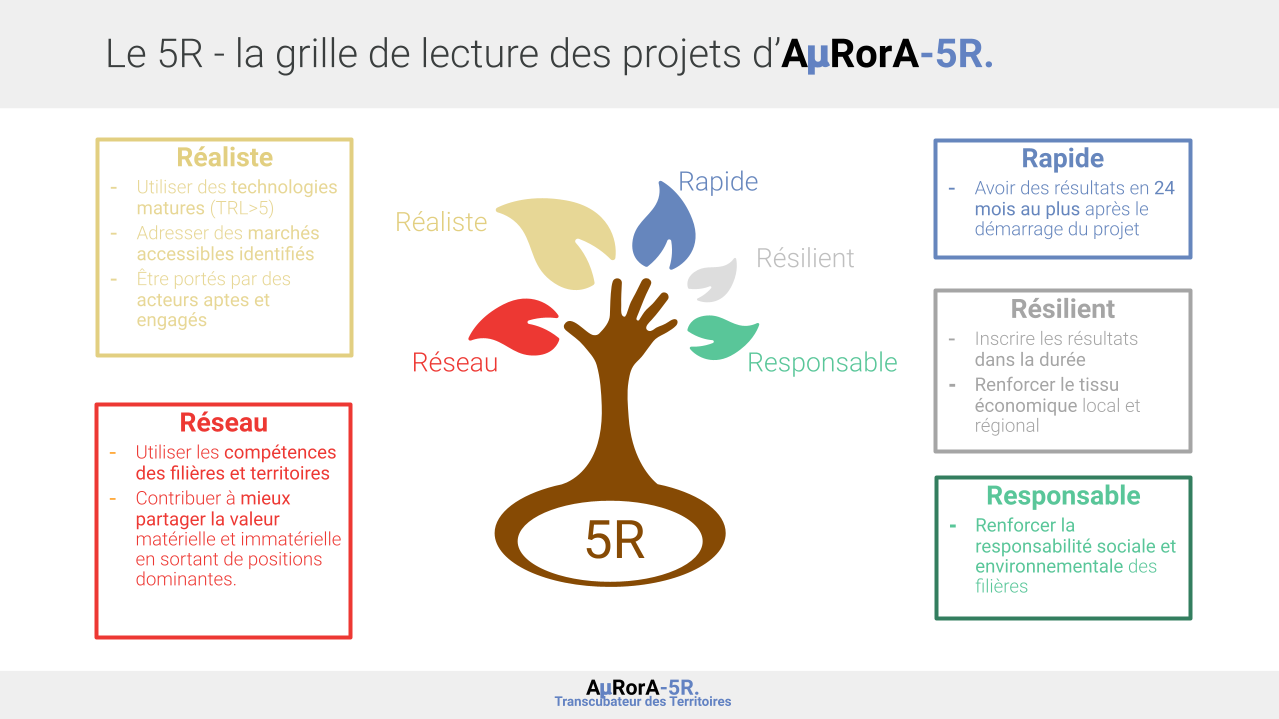 Le 5R - la grille de lecture des projets d’AµRorA-5R.
Réaliste
- Utiliser des technologies
matures (TRL>5)
- Adresser des marchés
accessibles identifiés
- Être portés par des
acteurs aptes et
engagés
Réseau
- Utiliser les compétences
des filières et territoires
- Contribuer à mieux
partager la valeur
matérielle et immatérielle
en sortant de positions
dominantes.
Rapide
Réaliste
Résilient
Réseau
Responsable
5R
Rapide
- Avoir des résultats en 24
mois au plus après le
démarrage du projet
Résilient
- Inscrire les résultats
dans la durée
- Renforcer le tissu
économique local et
régional
Responsable
- Renforcer la
responsabilité sociale et
environnementale des
filières
AµRorA-5R.
Transcubateur des Territoires